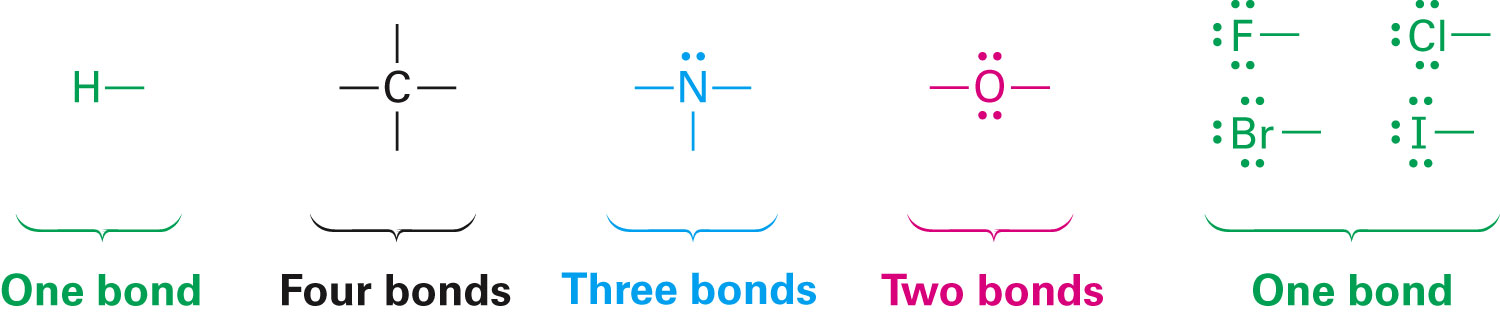 F Cl
H C N O
Br I
One bond Four bonds Three bonds Two bonds One bond